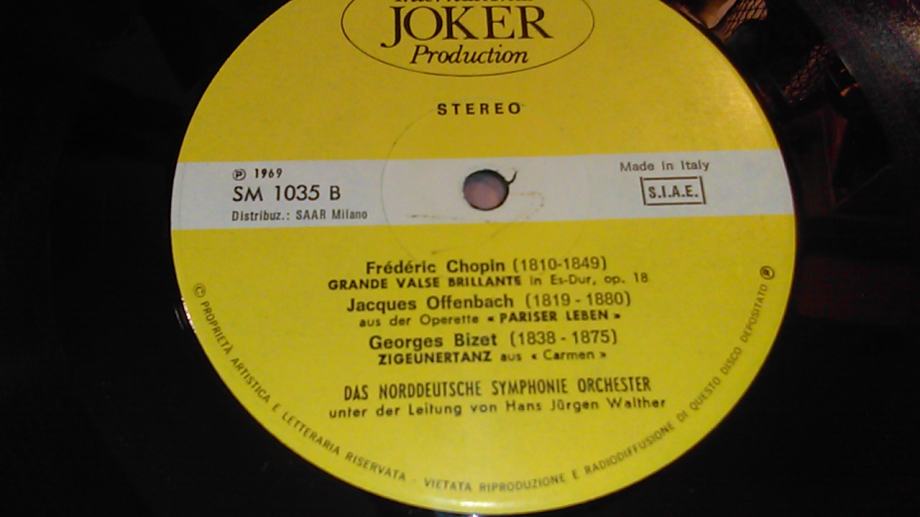 JOKER
Production
STEREO
℗ 1969
SM 1035 B
Distribuz.: SAAR Milano
Made in Italy
S.I.A.E.
Frédéric Chopin (1810-1849)
GRANDE VALSE BRILLANTE in Es-Dur, op. 18
Jacques Offenbach (1819 - 1880)
aus der Operette « PARISER LEBEN »
Georges Bizet (1838 - 1875)
ZIGEUNERTANZ aus « Carmen »
DAS NORDDEUTSCHE SYMPHONIE ORCHESTER
unter der Leitung von Hans Jürgen Walther
© PROPRIETA ARTISTICA E LETTERARIA RISERVATA - VIETATA RIPRODUZIONE E RADIODIFFUSIONE DI QUESTO DISCO DEPOSITATO ℗